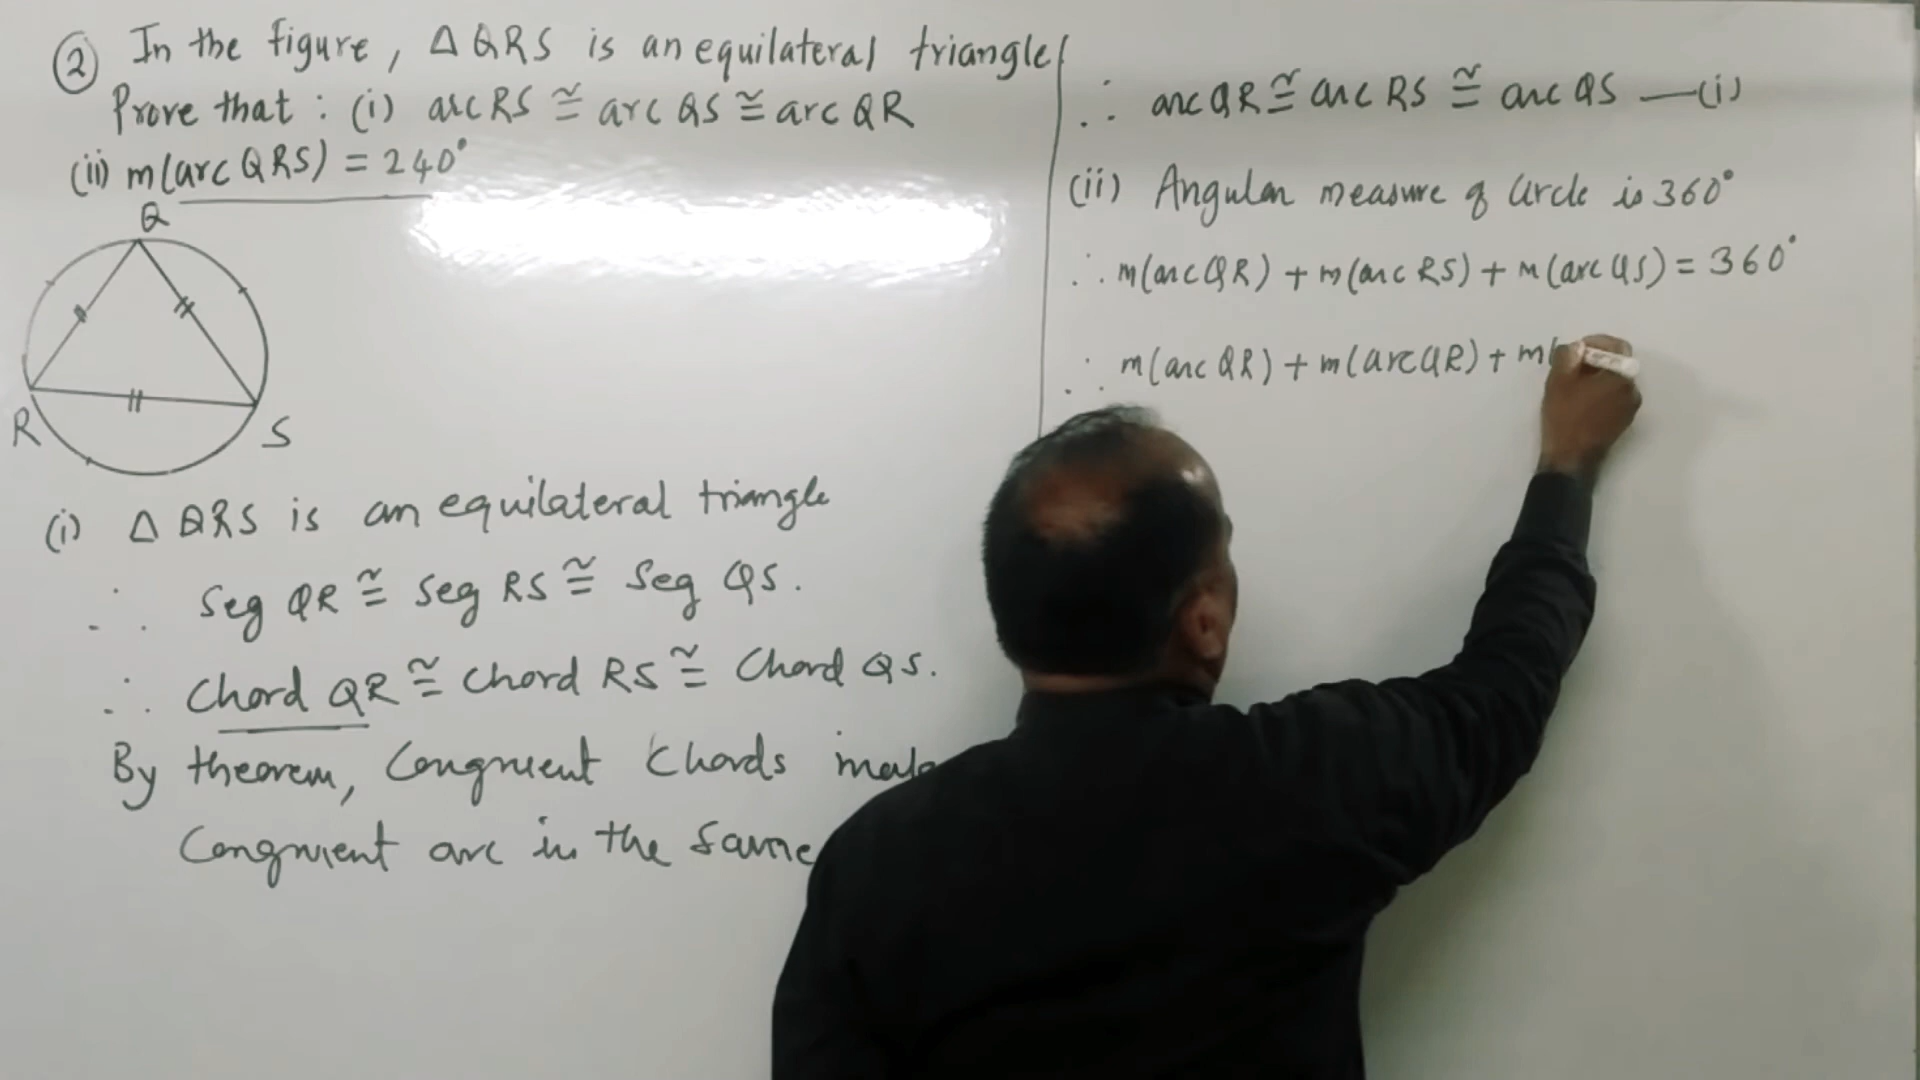 ② In the figure, Δ QRS is an equilateral triangle
Prove that : (i) arc RS ≅ arc QS ≅ arc QR
(ii) m(arc QRS) = 240°
Q
R
S
(i) Δ QRS is an equilateral triangle
∴ Seg QR ≅ Seg RS ≅ Seg QS.
∴ Chord QR ≅ Chord RS ≅ Chord QS.
By theorem, Congruent Chords
Congruent arc in the Same
∴ arc QR ≅ arc RS ≅ arc QS —(i)
(ii) Angular measure of Circle is 360°
∴ m(arc QR) + m(arc RS) + m(arc QS) = 360°
∴ m(arc QR) + m(arc QR) + m(